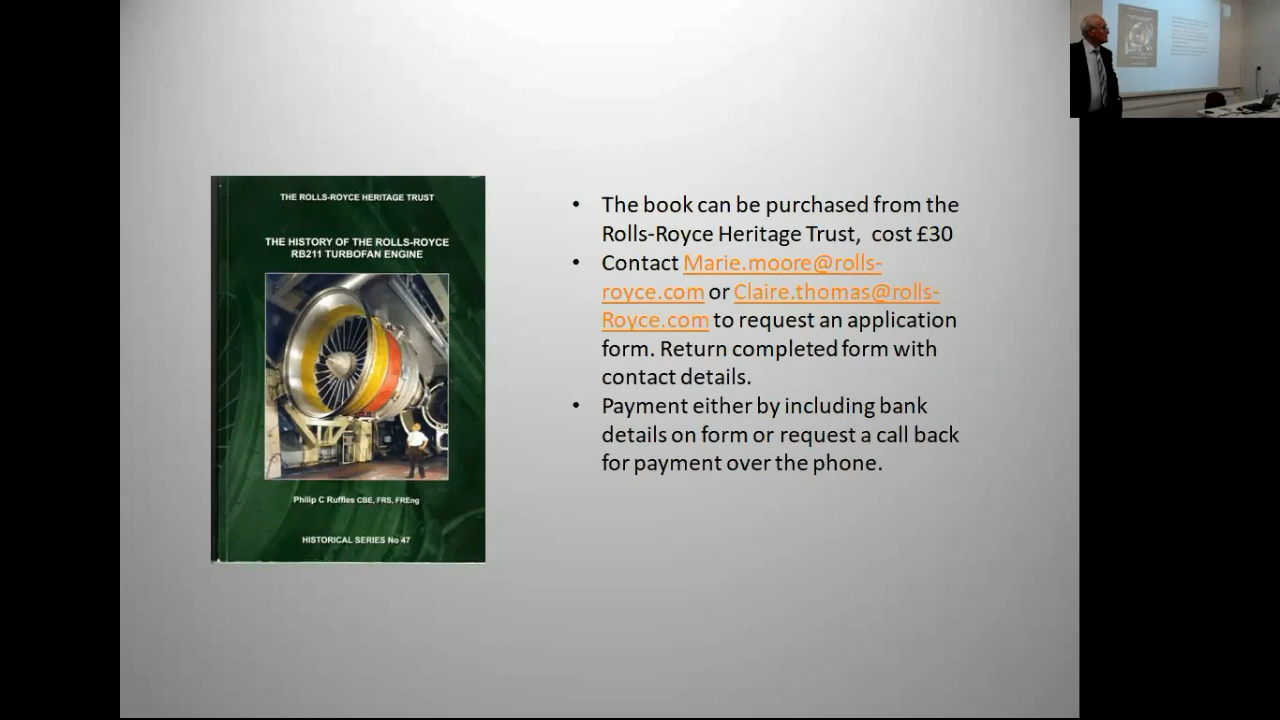 THE ROLLS-ROYCE HERITAGE TRUST
THE HISTORY OF THE ROLLS-ROYCE
RB211 TURBOFAN ENGINE
Philip C Ruffles CBE, FRS, FREng
HISTORICAL SERIES No 47
• The book can be purchased from the
Rolls-Royce Heritage Trust, cost £30
• Contact Marie.moore@rolls-
royce.com or Claire.thomas@rolls-
Royce.com to request an application
form. Return completed form with
contact details.
• Payment either by including bank
details on form or request a call back
for payment over the phone.